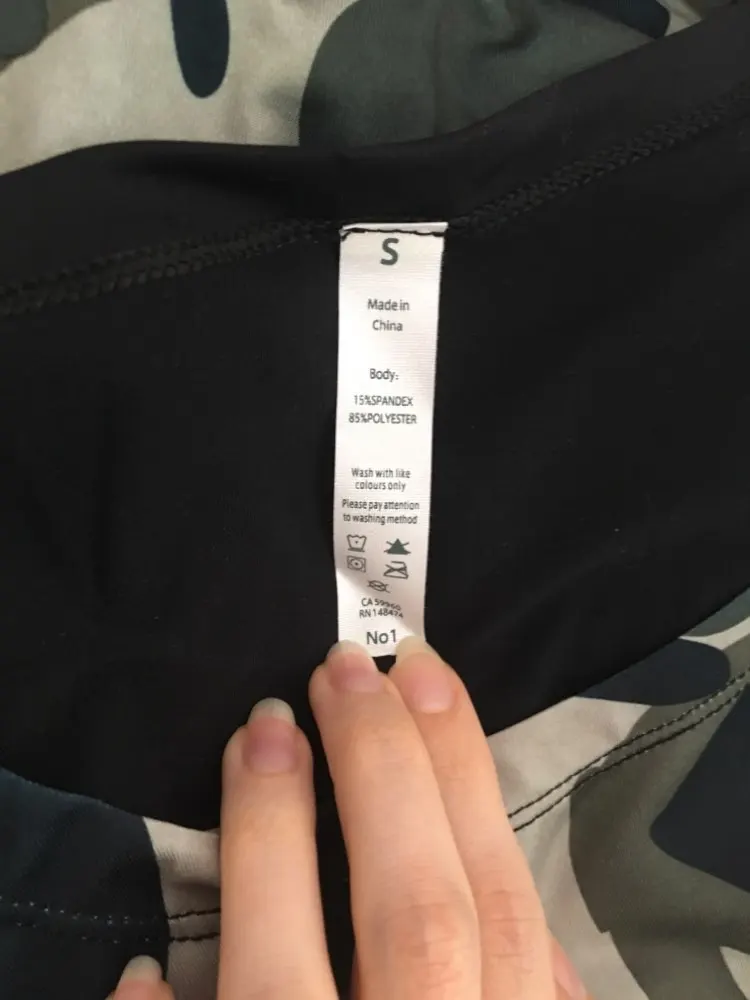 S
Made in
China
Body:
15%SPANDEX
85%POLYESTER
Wash with like
colours only
Please pay attention
to washing method
CA 59960
RN 148474
No1